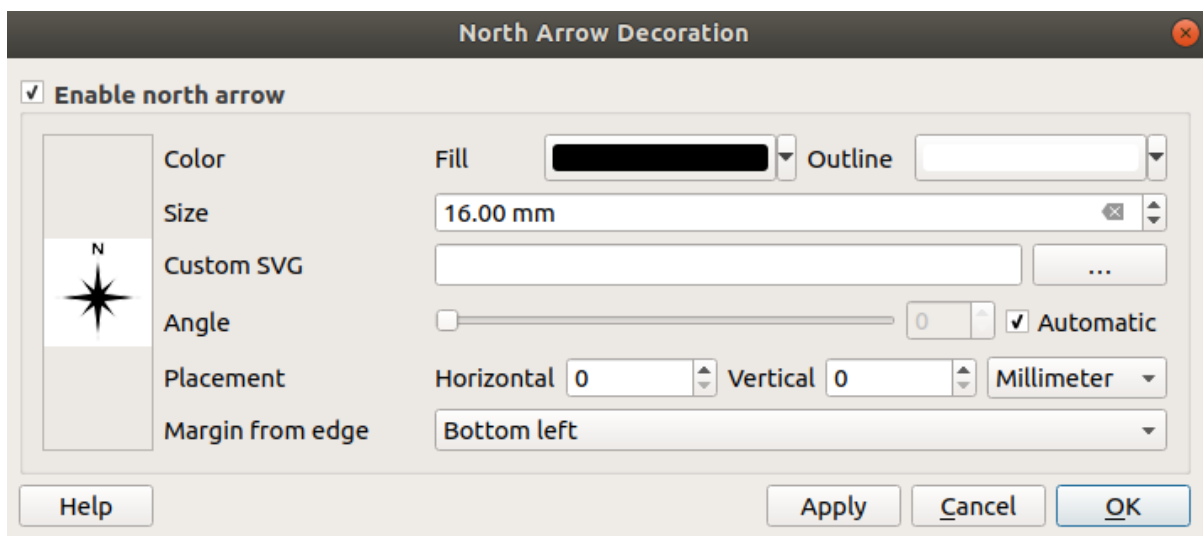 North Arrow Decoration
Enable north arrow
Color Fill Outline
Size 16.00 mm
N
Custom SVG ...
Angle 0 Automatic
Placement Horizontal 0 Vertical 0 Millimeter
Margin from edge Bottom left
Help Apply Cancel OK